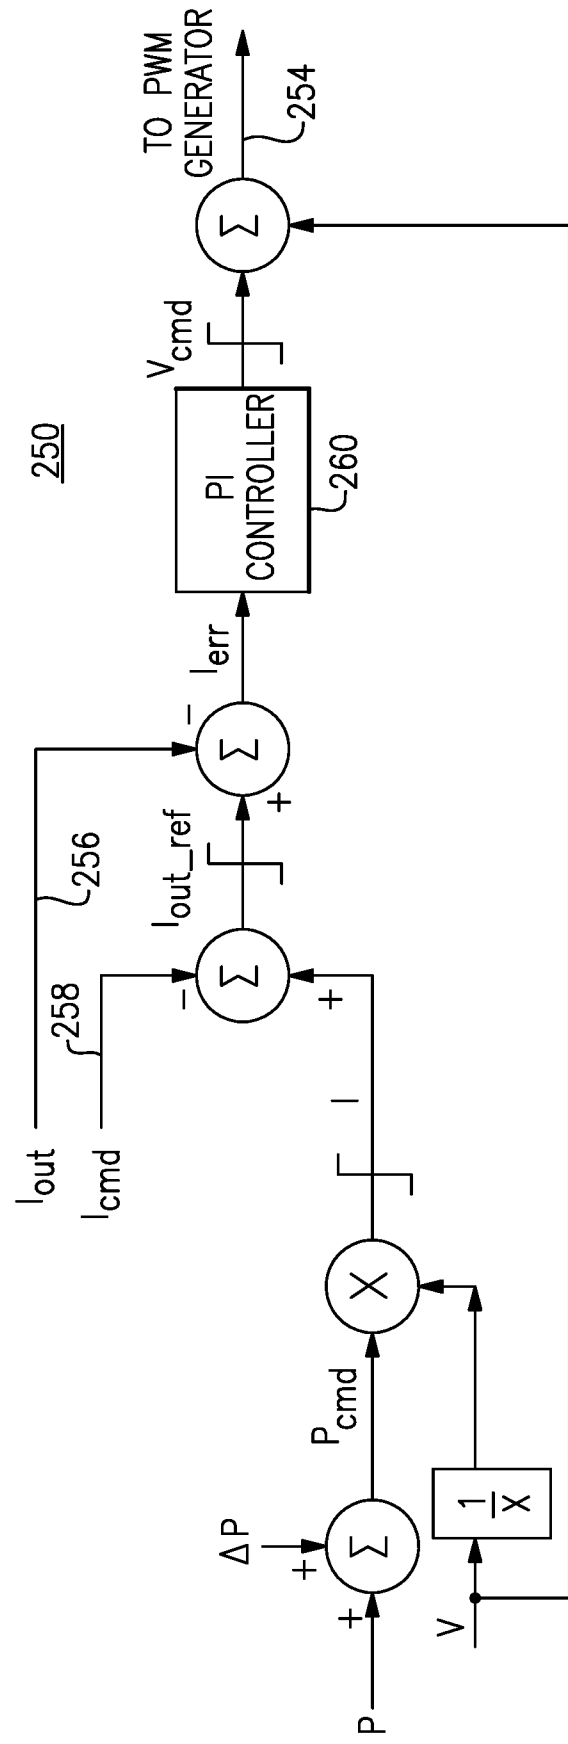 250
I_out
256
I_cmd
258
P
+
ΔP
+
Σ
P_cmd
V
1
X
X
I
+
-
Σ
I_out_ref
+
-
Σ
I_err
PI
CONTROLLER
260
V_cmd
Σ
254
TO PWM
GENERATOR